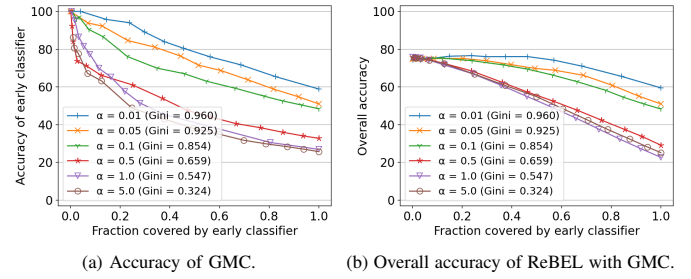 100
80
60
40
20
0
Accuracy of early classifier
α = 0.01 (Gini = 0.960)
α = 0.05 (Gini = 0.925)
α = 0.1 (Gini = 0.854)
α = 0.5 (Gini = 0.659)
α = 1.0 (Gini = 0.547)
α = 5.0 (Gini = 0.324)
0.0 0.2 0.4 0.6 0.8 1.0
Fraction covered by early classifier
(a) Accuracy of GMC.
100
80
60
40
20
0
Overall accuracy
α = 0.01 (Gini = 0.960)
α = 0.05 (Gini = 0.925)
α = 0.1 (Gini = 0.854)
α = 0.5 (Gini = 0.659)
α = 1.0 (Gini = 0.547)
α = 5.0 (Gini = 0.324)
0.0 0.2 0.4 0.6 0.8 1.0
Fraction covered by early classifier
(b) Overall accuracy of ReBEL with GMC.